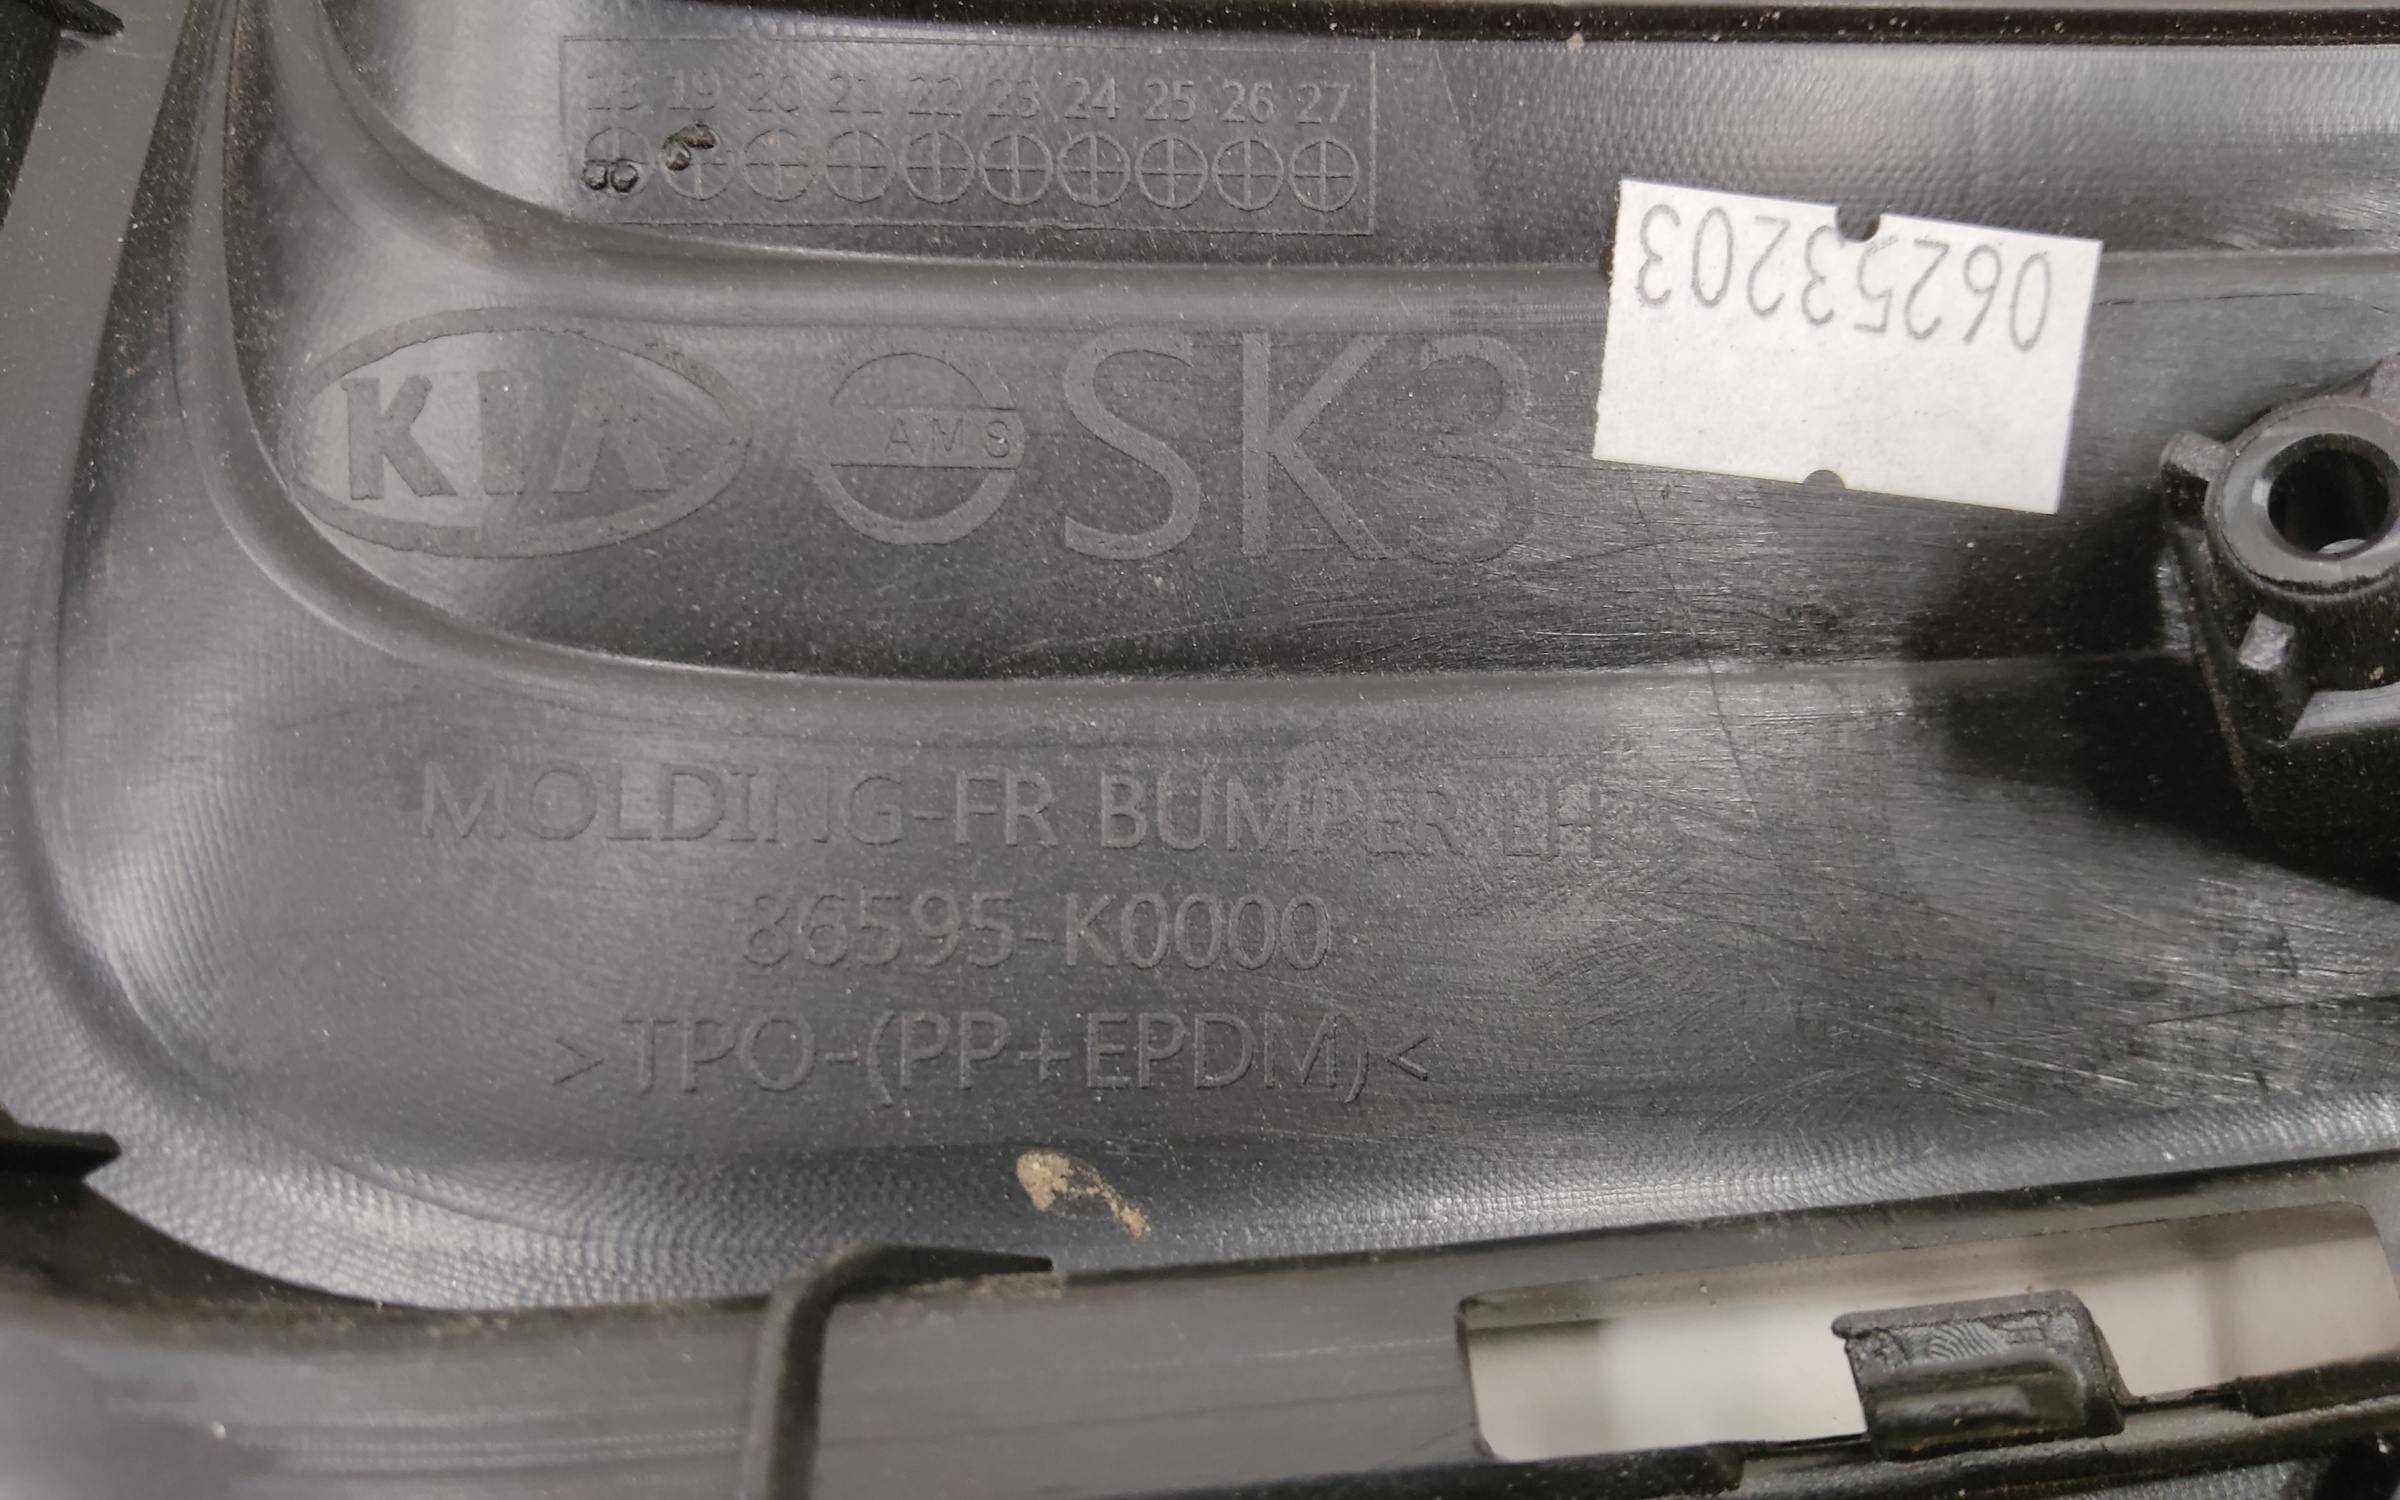 18 19 20 21 22 23 24 25 26 27
06253203
KIA AMS SK3
MOLDING-FR BUMPER LH
86595-K0000
>TPO-(PP+EPDM)<